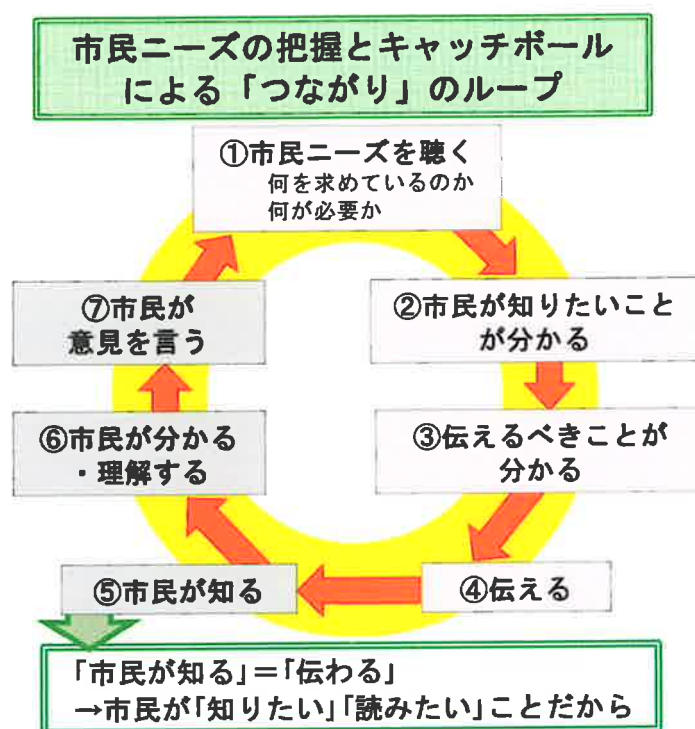 市民ニーズの把握とキャッチボール
による「つながり」のループ
①市民ニーズを聴く
何を求めているのか
何が必要か
②市民が知りたいこと
が分かる
③伝えるべきことが
分かる
④伝える
⑤市民が知る
⑥市民が分かる
・理解する
⑦市民が
意見を言う
「市民が知る」＝「伝わる」
→市民が「知りたい」「読みたい」ことだから